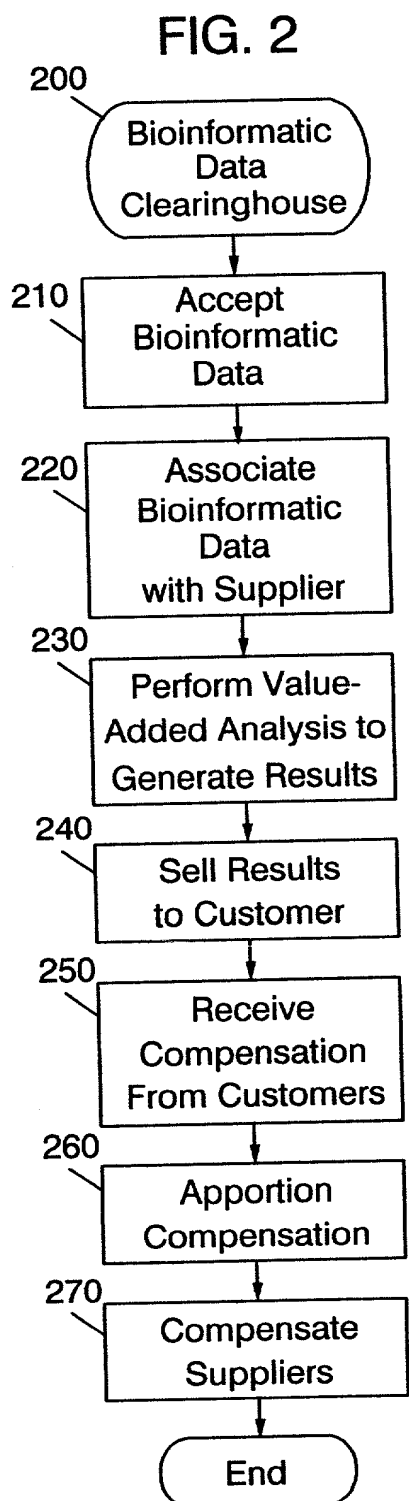 FIG. 2
200
Bioinformatic
Data
Clearinghouse
210
Accept
Bioinformatic
Data
220
Associate
Bioinformatic
Data
with Supplier
230
Perform Value-
Added Analysis to
Generate Results
240
Sell Results
to Customer
250
Receive
Compensation
From Customers
260
Apportion
Compensation
270
Compensate
Suppliers
End